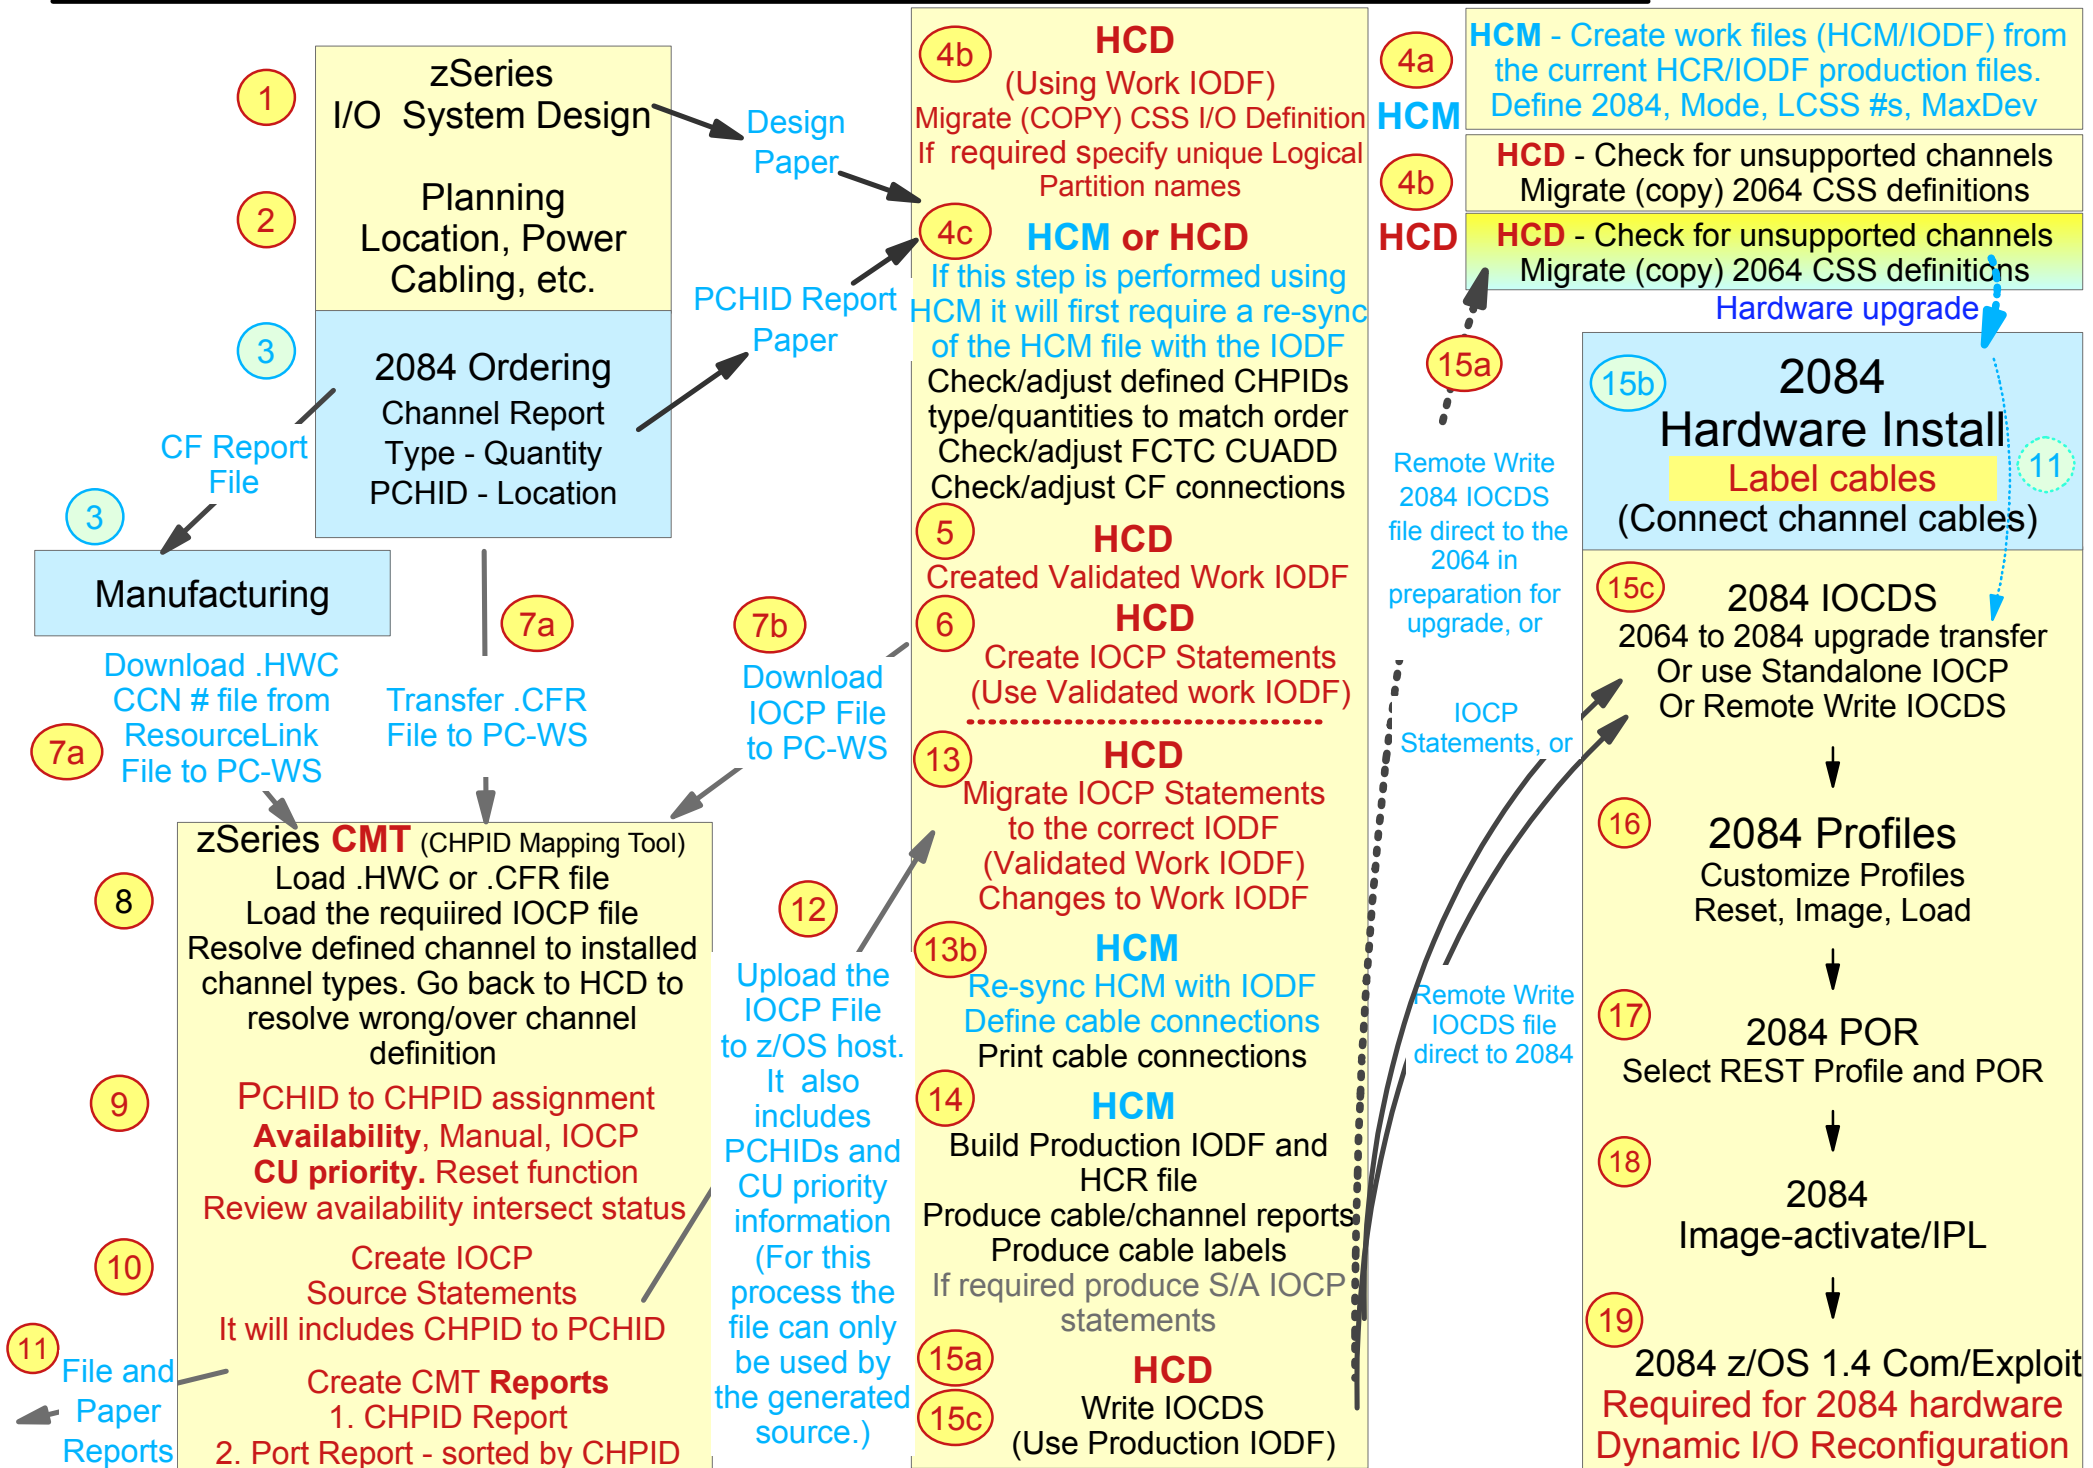 1
zSeries
I/O System Design
2
Planning
Location, Power
Cabling, etc.
3
2084 Ordering
Channel Report
Type - Quantity
PCHID - Location
Design
Paper
PCHID Report
Paper
CF Report
File
3
Manufacturing
7a
Download .HWC
CCN # file from
ResourceLink
File to PC-WS
7a
Transfer .CFR
File to PC-WS
7b
Download
IOCP File
to PC-WS
zSeries CMT (CHPID Mapping Tool)
8
Load .HWC or .CFR file
Load the requiired IOCP file
Resolve defined channel to installed
channel types. Go back to HCD to
resolve wrong/over channel
definition
9
PCHID to CHPID assignment
Availability, Manual, IOCP
CU priority. Reset function
Review availability intersect status
10
Create IOCP
Source Statements
It will includes CHPID to PCHID
11
File and
Paper
Reports
Create CMT Reports
1. CHPID Report
2. Port Report - sorted by CHPID
12
Upload the
IOCP File
to z/OS host.
It also
includes
PCHIDs and
CU priority
information
(For this
process the
file can only
be used by
the generated
source.)
4b
HCD
(Using Work IODF)
Migrate (COPY) CSS I/O Definition
If required specify unique Logical
Partition names
4c
HCM or HCD
If this step is performed using
HCM it will first require a re-sync
of the HCM file with the IODF
Check/adjust defined CHPIDs
type/quantities to match order
Check/adjust FCTC CUADD
Check/adjust CF connections
5
HCD
Created Validated Work IODF
6
HCD
Create IOCP Statements
(Use Validated work IODF)
13
HCD
Migrate IOCP Statements
to the correct IODF
(Validated Work IODF)
Changes to Work IODF
13b
HCM
Re-sync HCM with IODF
Define cable connections
Print cable connections
14
HCM
Build Production IODF and
HCR file
Produce cable/channel reports
Produce cable labels
If required produce S/A IOCP
statements
15a
15c
HCD
Write IOCDS
(Use Production IODF)
4a
HCM
HCM - Create work files (HCM/IODF) from
the current HCR/IODF production files.
Define 2084, Mode, LCSS #s, MaxDev
4b
HCD
HCD - Check for unsupported channels
Migrate (copy) 2064 CSS definitions
HCD - Check for unsupported channels
Migrate (copy) 2064 CSS definitions
Hardware upgrade
15a
Remote Write
2084 IOCDS
file direct to the
2064 in
preparation for
upgrade, or
IOCP
Statements, or
Remote Write
IOCDS file
direct to 2084
15b
2084
Hardware Install
Label cables
(Connect channel cables)
11
15c
2084 IOCDS
2064 to 2084 upgrade transfer
Or use Standalone IOCP
Or Remote Write IOCDS
16
2084 Profiles
Customize Profiles
Reset, Image, Load
17
2084 POR
Select REST Profile and POR
18
2084
Image-activate/IPL
19
2084 z/OS 1.4 Com/Exploit
Required for 2084 hardware
Dynamic I/O Reconfiguration